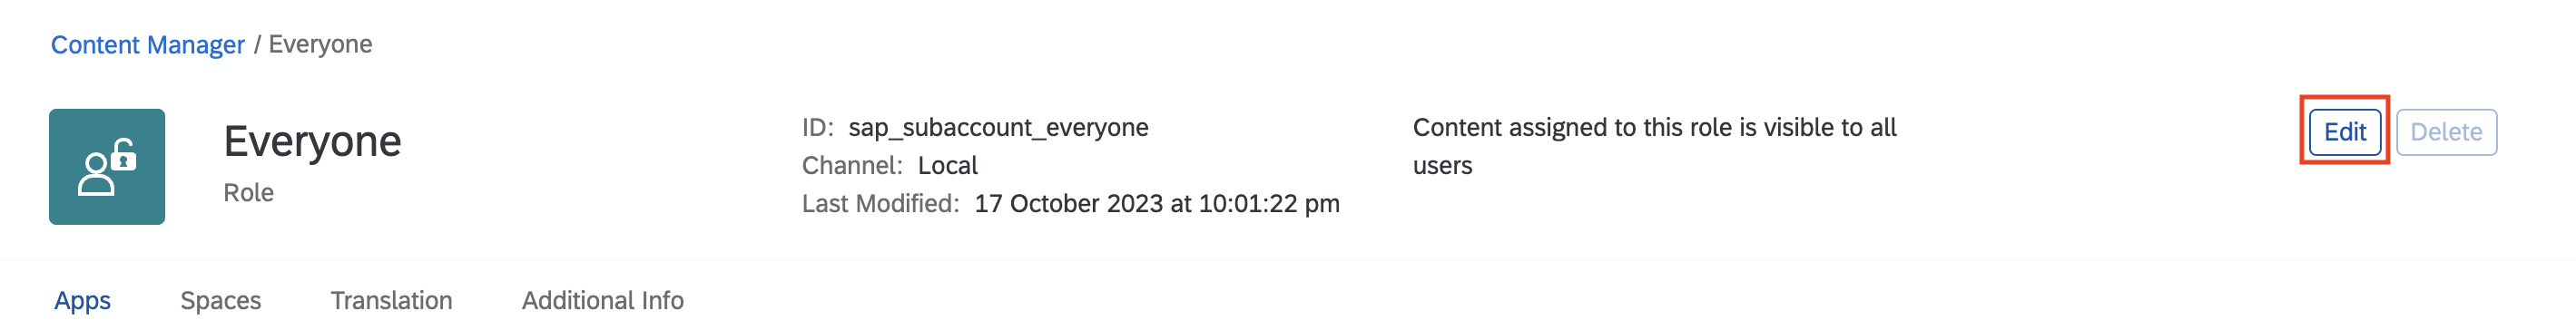 Content Manager / Everyone
Everyone
Role
ID: sap_subaccount_everyone
Channel: Local
Last Modified: 17 October 2023 at 10:01:22 pm
Content assigned to this role is visible to all
users
Edit
Delete
Apps
Spaces
Translation
Additional Info